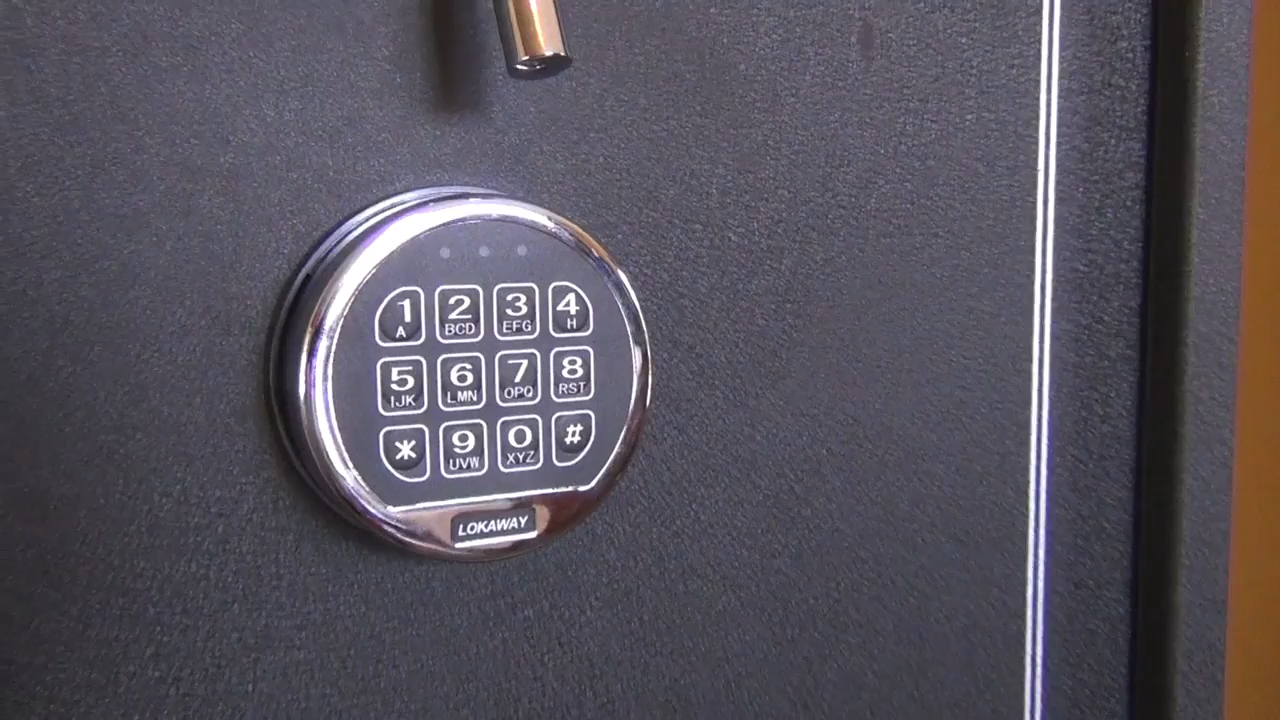 1 2 3 4
A BCD EFG H
5 6 7 8
IJK LMN OPQ RST
* 9 0 #
UVW XYZ
LOKAWAY